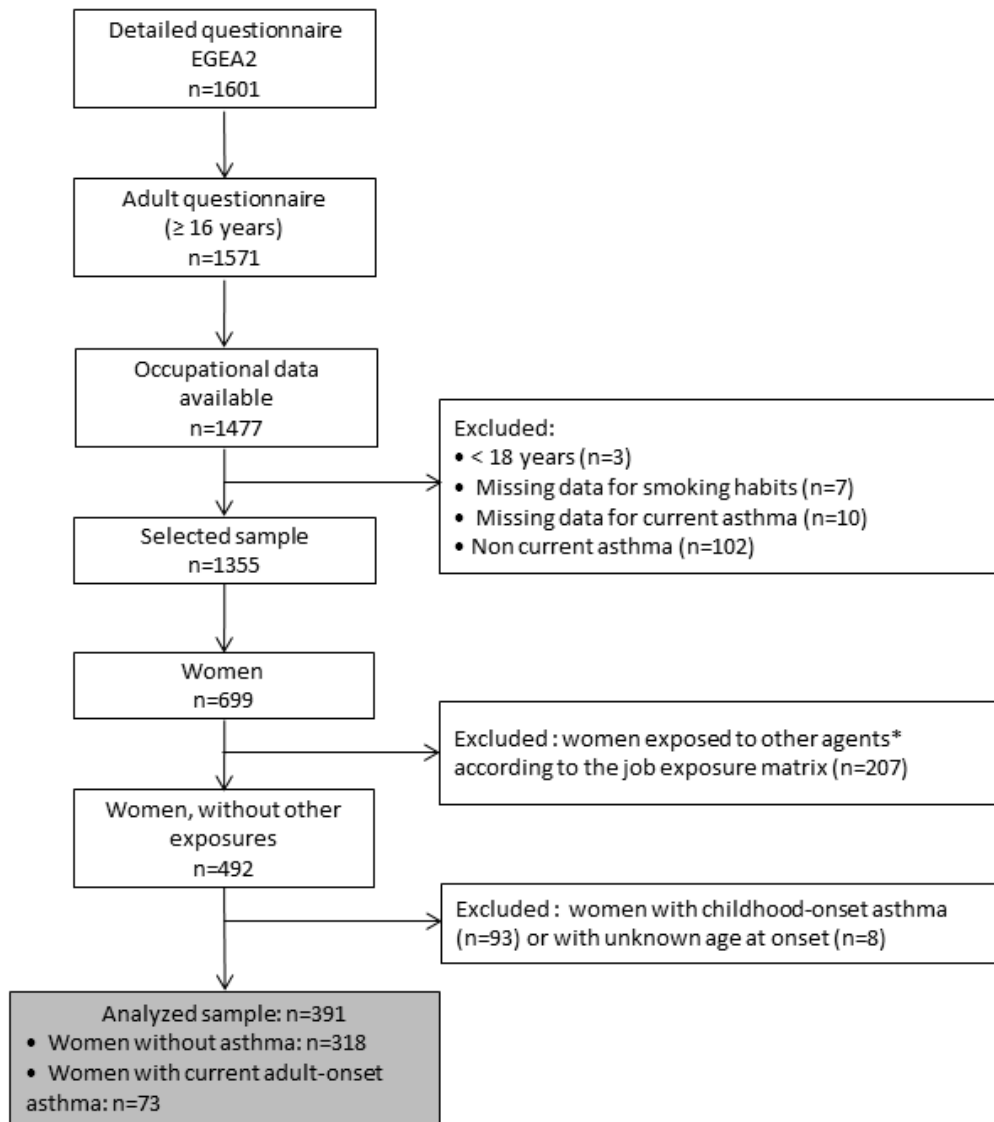 Detailed questionnaire
EGEA2
n=1601
Adult questionnaire
(≥ 16 years)
n=1571
Occupational data
available
n=1477
Excluded:
• < 18 years (n=3)
• Missing data for smoking habits (n=7)
• Missing data for current asthma (n=10)
• Non current asthma (n=102)
Selected sample
n=1355
Women
n=699
Excluded : women exposed to other agents*
according to the job exposure matrix (n=207)
Women, without other
exposures
n=492
Excluded : women with childhood-onset asthma
(n=93) or with unknown age at onset (n=8)
Analyzed sample: n=391
• Women without asthma: n=318
• Women with current adult-onset
asthma: n=73